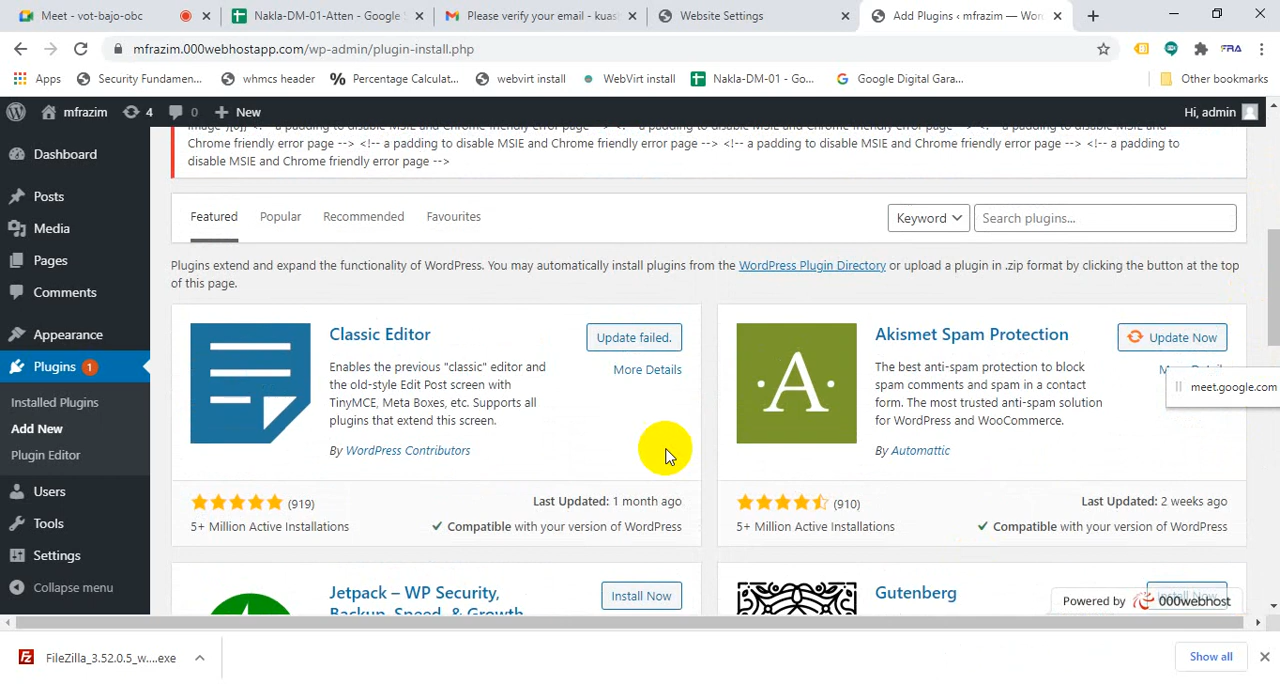 Meet - vot-bajo-obc
Nakla-DM-01-Atten - Google S
Please verify your email - kuash
Website Settings
Add Plugins ‹ mfrazim — Wor
mfrazim.000webhostapp.com/wp-admin/plugin-install.php
FRA
Apps
Security Fundamen...
whmcs header
Percentage Calculat...
webvirt install
WebVirt install
Nakla-DM-01 - Go...
Google Digital Gara...
Other bookmarks
mfrazim
4
0
New
Hi, admin
Chrome friendly error page --> <!-- a padding to disable MSIE and Chrome friendly error page --> <!-- a padding to
disable MSIE and Chrome friendly error page -->
Dashboard
Posts
Media
Pages
Comments
Appearance
Plugins 1
Installed Plugins
Add New
Plugin Editor
Users
Tools
Settings
Collapse menu
Featured
Popular
Recommended
Favourites
Keyword
Search plugins...
Plugins extend and expand the functionality of WordPress. You may automatically install plugins from the WordPress Plugin Directory or upload a plugin in .zip format by clicking the button at the top
of this page.
Classic Editor
Update failed.
More Details
Enables the previous "classic" editor and
the old-style Edit Post screen with
TinyMCE, Meta Boxes, etc. Supports all
plugins that extend this screen.
By WordPress Contributors
(919)
Last Updated: 1 month ago
5+ Million Active Installations
Compatible with your version of WordPress
A
Akismet Spam Protection
Update Now
The best anti-spam protection to block
spam comments and spam in a contact
form. The most trusted anti-spam solution
for WordPress and WooCommerce.
By Automattic
meet.google.com
(910)
Last Updated: 2 weeks ago
5+ Million Active Installations
Compatible with your version of WordPress
Jetpack – WP Security,
Backup, Speed, & Growth
Install Now
Gutenberg
Powered by 000webhost
FileZilla_3.52.0.5_w....exe
Show all